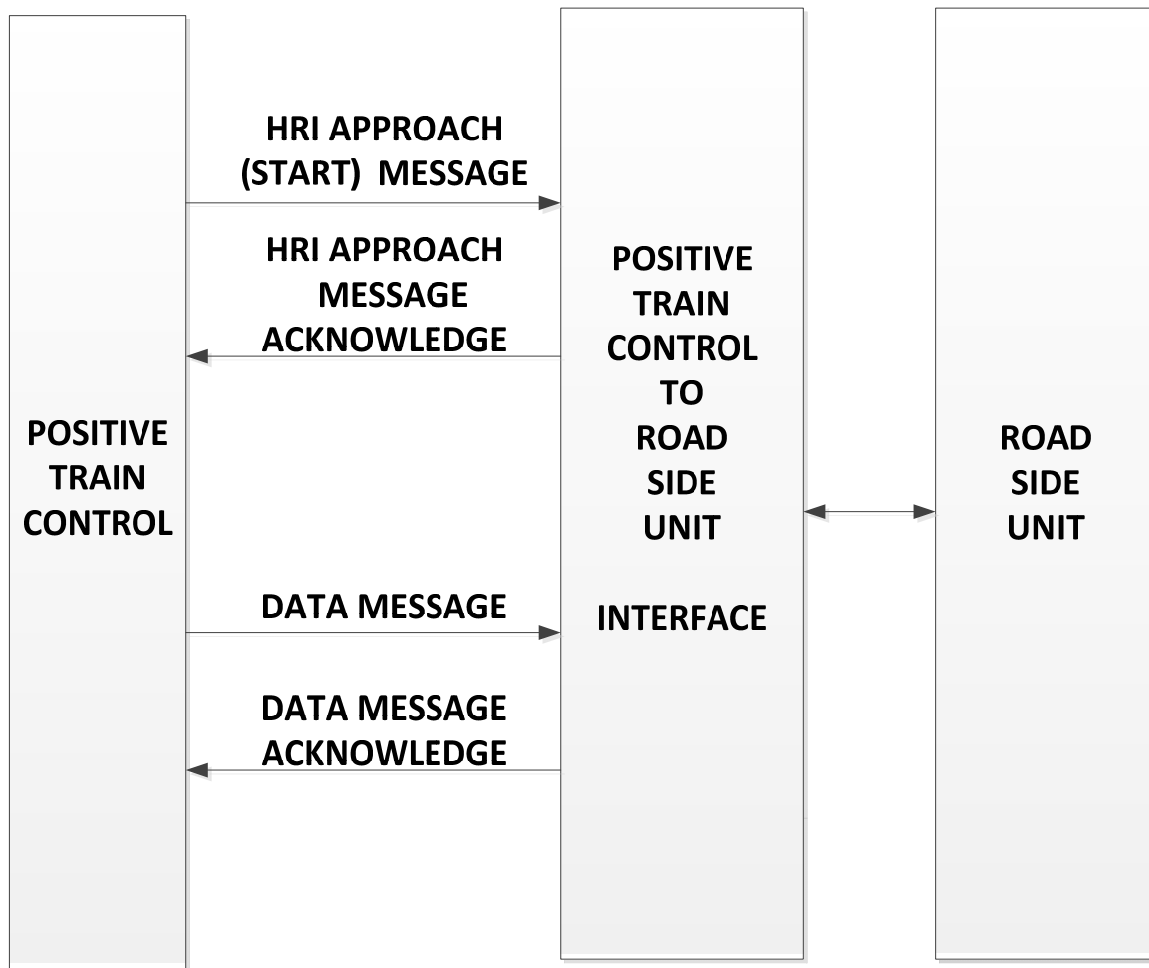 HRI APPROACH
(START) MESSAGE
HRI APPROACH
MESSAGE
ACKNOWLEDGE
POSITIVE
TRAIN
CONTROL
DATA MESSAGE
DATA MESSAGE
ACKNOWLEDGE
POSITIVE
TRAIN
CONTROL
TO
ROAD
SIDE
UNIT
INTERFACE
ROAD
SIDE
UNIT